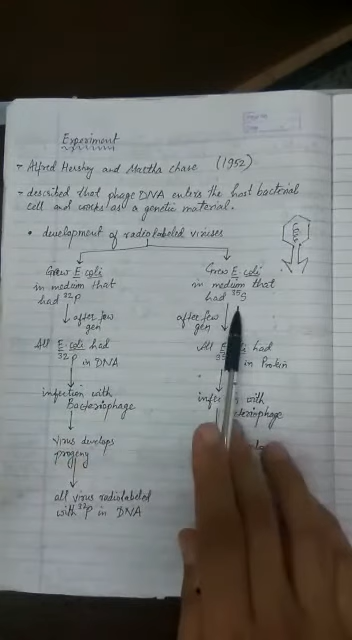 Experiment
- Alfred Hershey and Martha Chase (1952)
- described that phage DNA enters the host bacterial
cell and works as a genetic material.
• development of radiolabeled viruses
Grew E coli
in medium that
had ³²P
after few
gen
All E coli had
³²P in DNA
infection with
Bacteriophage
virus develops
progeny
all virus radiolabeled
with ³²P in DNA
Grew E coli
in medium that
had ³⁵S
after few
gen
All had
in Protein